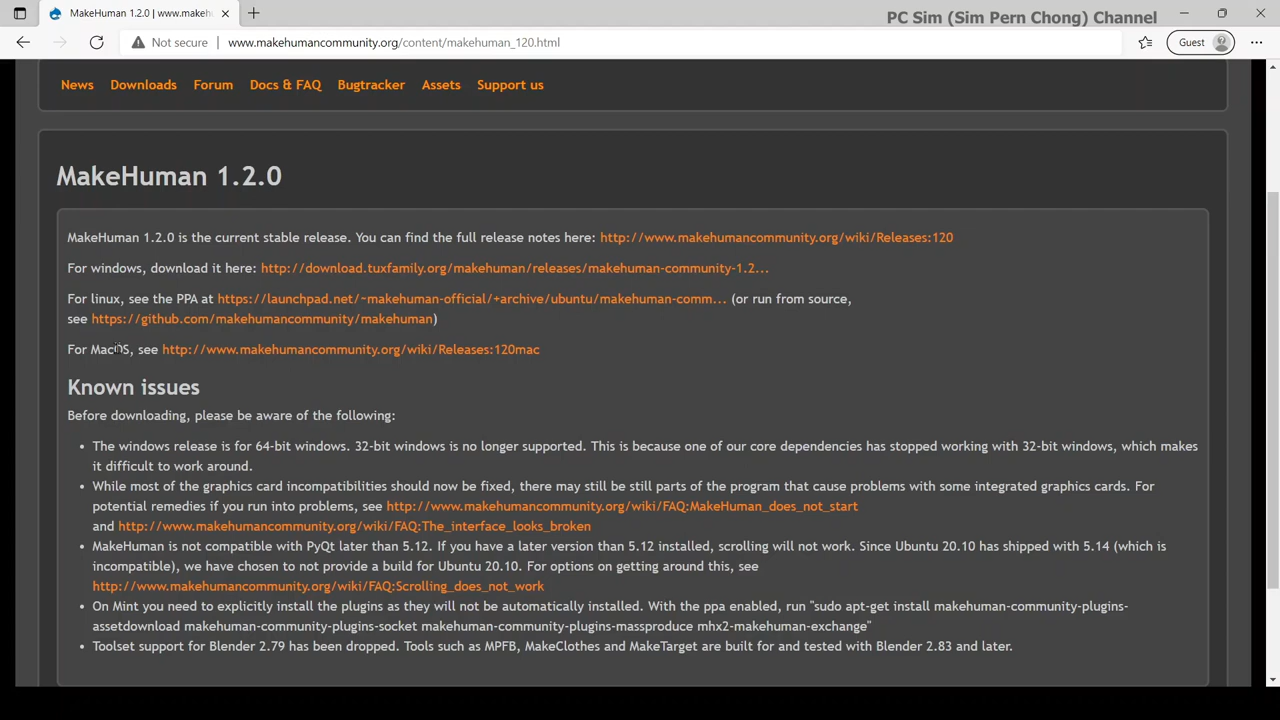 MakeHuman 1.2.0 | www.makehu
PC Sim (Sim Pern Chong) Channel
Not secure
www.makehumancommunity.org/content/makehuman_120.html
Guest
News Downloads Forum Docs & FAQ Bugtracker Assets Support us
MakeHuman 1.2.0
MakeHuman 1.2.0 is the current stable release. You can find the full release notes here: http://www.makehumancommunity.org/wiki/Releases:120
For windows, download it here: http://download.tuxfamily.org/makehuman/releases/makehuman-community-1.2...
For linux, see the PPA at https://launchpad.net/~makehuman-official/+archive/ubuntu/makehuman-comm... (or run from source,
see https://github.com/makehumancommunity/makehuman)
For MacOS, see http://www.makehumancommunity.org/wiki/Releases:120mac
Known issues
Before downloading, please be aware of the following:
• The windows release is for 64-bit windows. 32-bit windows is no longer supported. This is because one of our core dependencies has stopped working with 32-bit windows, which makes
it difficult to work around.
• While most of the graphics card incompatibilities should now be fixed, there may still be still parts of the program that cause problems with some integrated graphics cards. For
potential remedies if you run into problems, see http://www.makehumancommunity.org/wiki/FAQ:MakeHuman_does_not_start
and http://www.makehumancommunity.org/wiki/FAQ:The_interface_looks_broken
• MakeHuman is not compatible with PyQt later than 5.12. If you have a later version than 5.12 installed, scrolling will not work. Since Ubuntu 20.10 has shipped with 5.14 (which is
incompatible), we have chosen to not provide a build for Ubuntu 20.10. For options on getting around this, see
http://www.makehumancommunity.org/wiki/FAQ:Scrolling_does_not_work
• On Mint you need to explicitly install the plugins as they will not be automatically installed. With the ppa enabled, run "sudo apt-get install makehuman-community-plugins-
assetdownload makehuman-community-plugins-socket makehuman-community-plugins-massproduce mhx2-makehuman-exchange"
• Toolset support for Blender 2.79 has been dropped. Tools such as MPFB, MakeClothes and MakeTarget are built for and tested with Blender 2.83 and later.